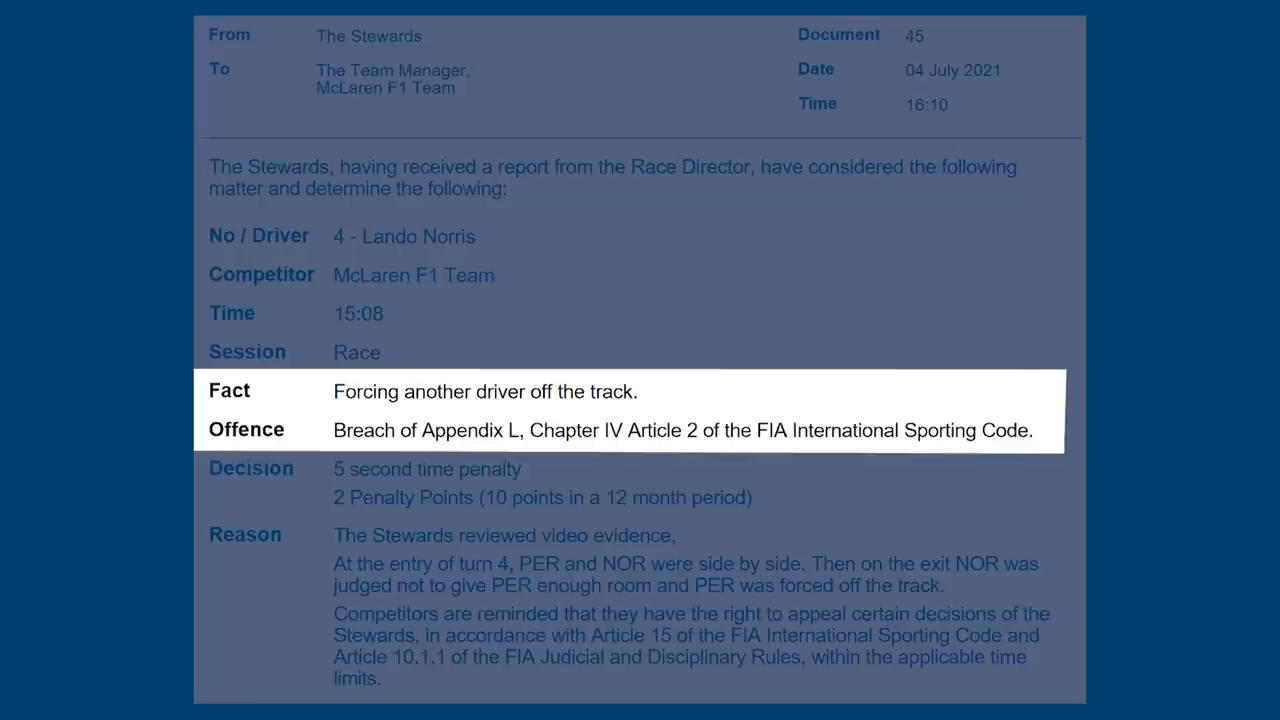 From The Stewards Document 45
To The Team Manager, Date 04 July 2021
McLaren F1 Team
Time 16:10
The Stewards, having received a report from the Race Director, have considered the following
matter and determine the following:
No / Driver 4 - Lando Norris
Competitor McLaren F1 Team
Time 15:08
Session Race
Fact Forcing another driver off the track.
Offence Breach of Appendix L, Chapter IV Article 2 of the FIA International Sporting Code.
Decision 5 second time penalty
2 Penalty Points (10 points in a 12 month period)
Reason The Stewards reviewed video evidence,
At the entry of turn 4, PER and NOR were side by side. Then on the exit NOR was
judged not to give PER enough room and PER was forced off the track.
Competitors are reminded that they have the right to appeal certain decisions of the
Stewards, in accordance with Article 15 of the FIA International Sporting Code and
Article 10.1.1 of the FIA Judicial and Disciplinary Rules, within the applicable time
limits.